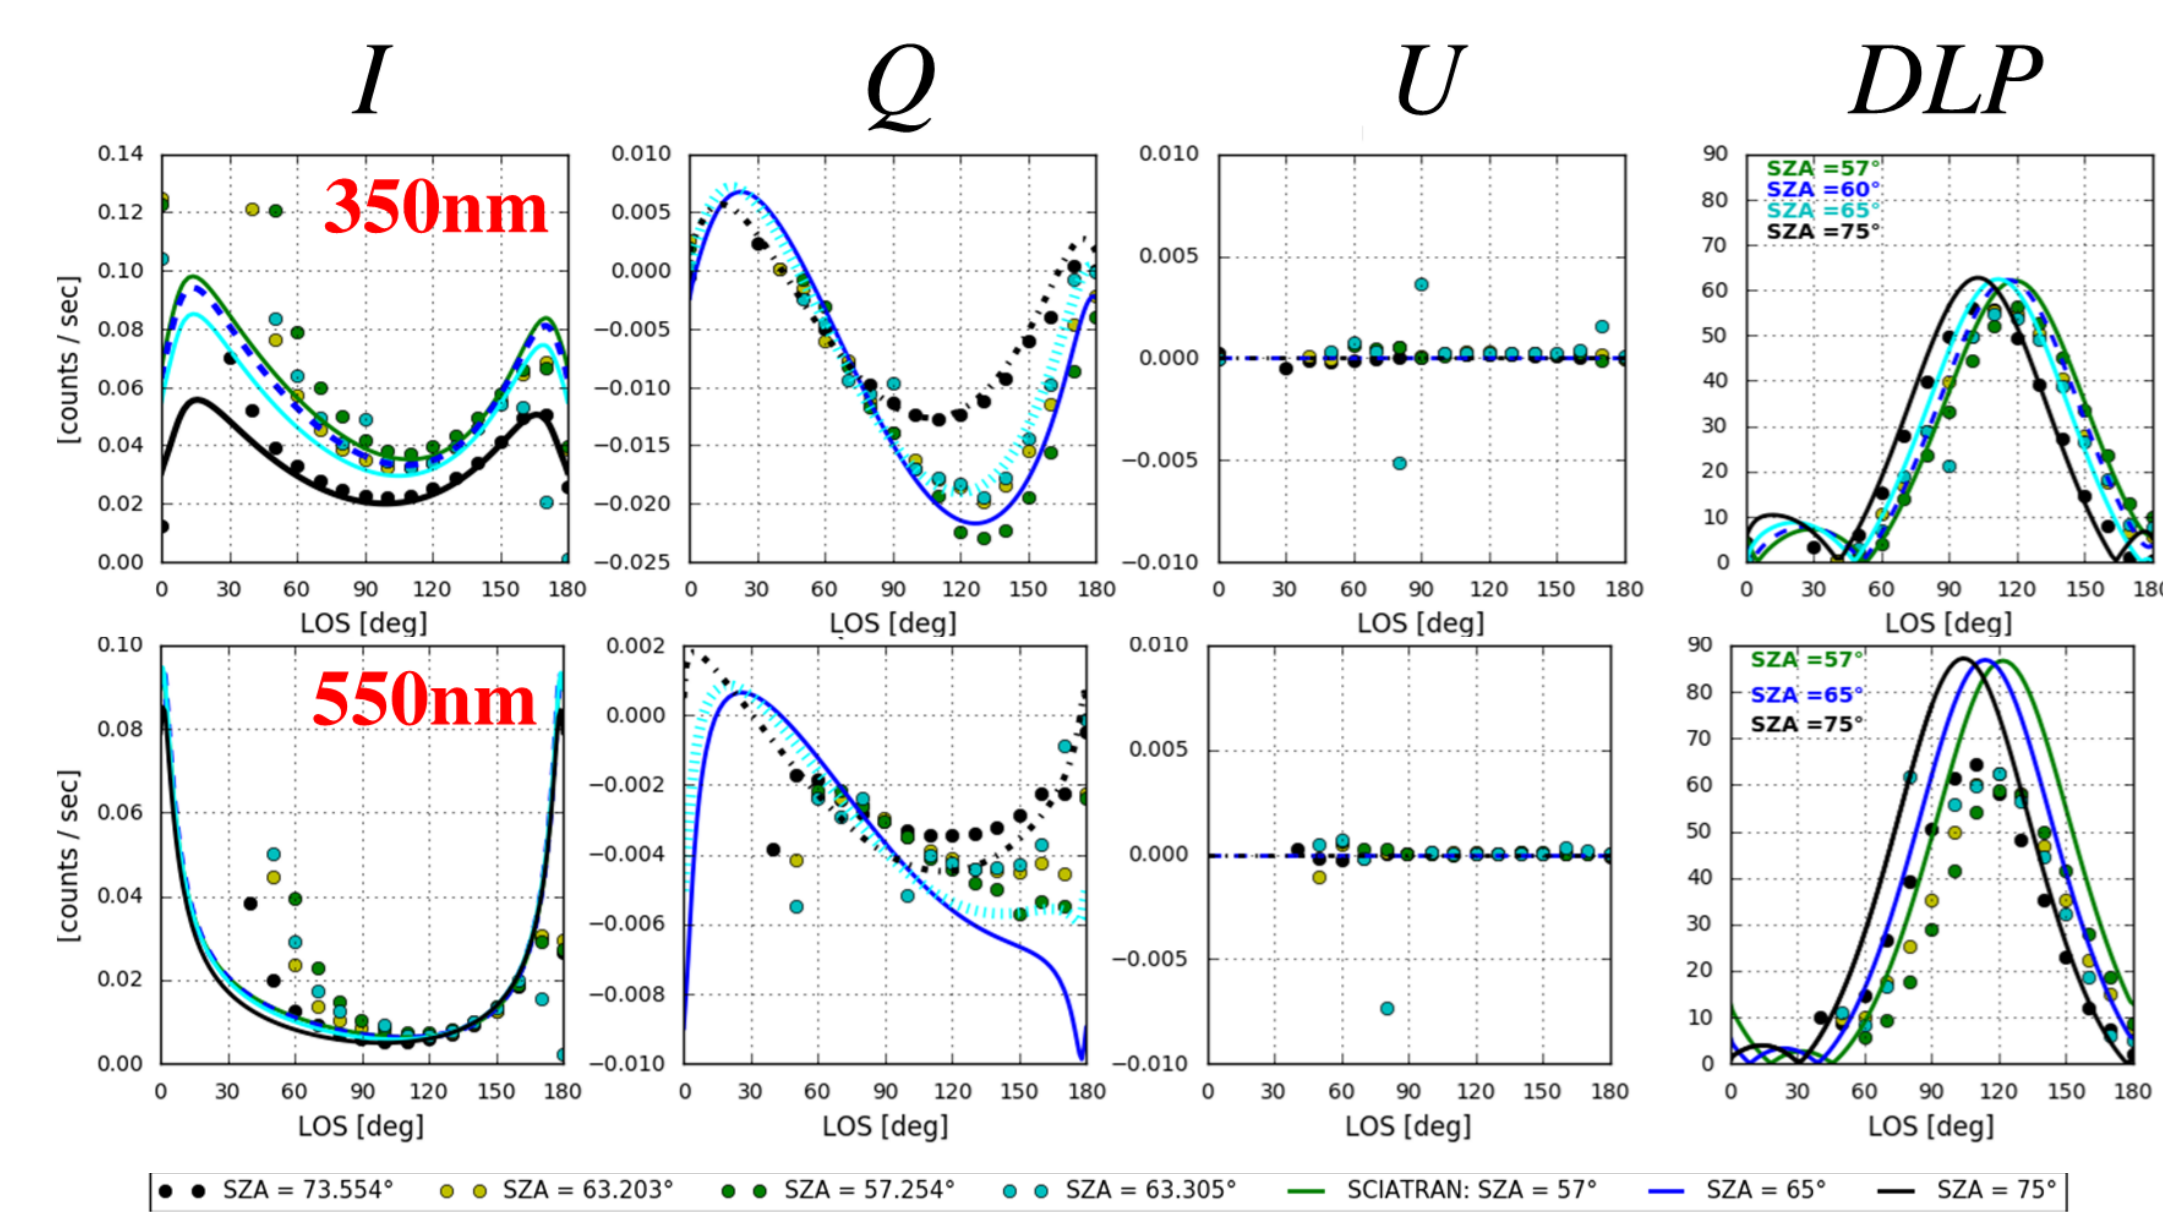 I Q U DLP
350nm
[counts / sec]
0.14
0.12
0.10
0.08
0.06
0.04
0.02
0.00
0 30 60 90 120 150 180
LOS [deg]
0.010
0.005
0.000
−0.005
−0.010
−0.015
−0.020
−0.025
0 30 60 90 120 150 180
LOS [deg]
0.010
0.005
0.000
−0.005
−0.010
0 30 60 90 120 150 180
LOS [deg]
90
80
70
60
50
40
30
20
10
0
SZA =57°
SZA =60°
SZA =65°
SZA =75°
0 30 60 90 120 150 180
LOS [deg]
550nm
[counts / sec]
0.10
0.08
0.06
0.04
0.02
0.00
0 30 60 90 120 150 180
LOS [deg]
0.002
0.000
−0.002
−0.004
−0.006
−0.008
−0.010
0 30 60 90 120 150 180
LOS [deg]
0.010
0.005
0.000
−0.005
−0.010
0 30 60 90 120 150 180
LOS [deg]
90
80
70
60
50
40
30
20
10
0
SZA =57°
SZA =65°
SZA =75°
0 30 60 90 120 150 180
LOS [deg]
SZA = 73.554° SZA = 63.203° SZA = 57.254° SZA = 63.305° SCIATRAN: SZA = 57° SZA = 65° SZA = 75°